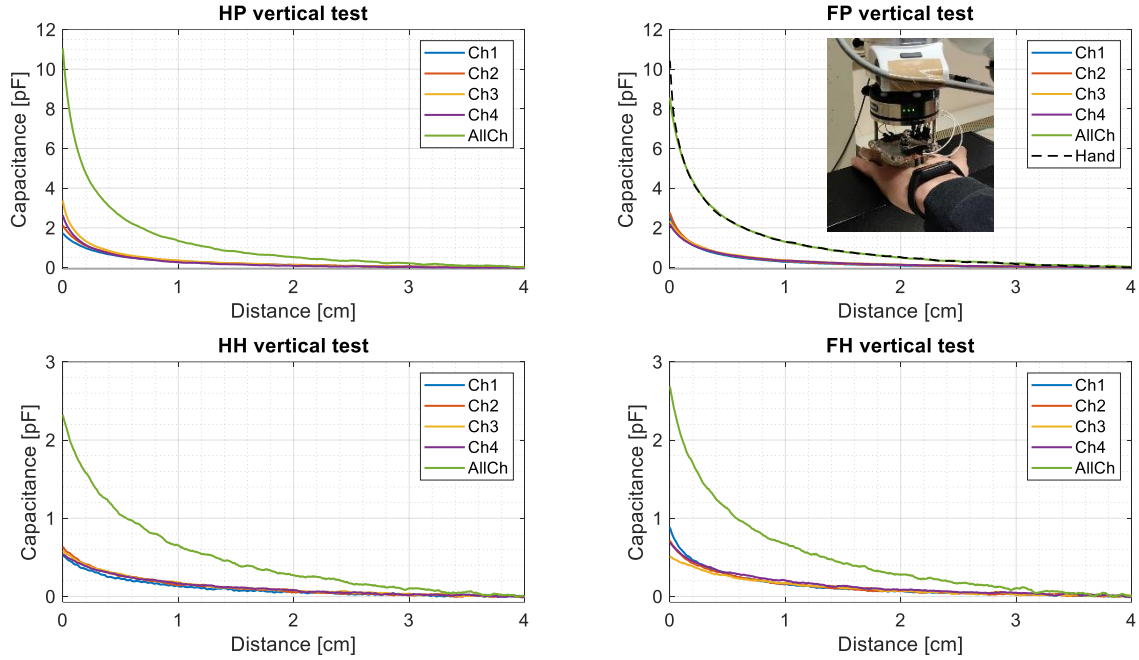 HP vertical test
12
10
8
6
4
2
0
Capacitance [pF]
0 1 2 3 4
Distance [cm]
Ch1
Ch2
Ch3
Ch4
AllCh
FP vertical test
12
10
8
6
4
2
0
Capacitance [pF]
0 1 2 3 4
Distance [cm]
Ch1
Ch2
Ch3
Ch4
AllCh
Hand
HH vertical test
3
2
1
0
Capacitance [pF]
0 1 2 3 4
Distance [cm]
Ch1
Ch2
Ch3
Ch4
AllCh
FH vertical test
3
2
1
0
Capacitance [pF]
0 1 2 3 4
Distance [cm]
Ch1
Ch2
Ch3
Ch4
AllCh